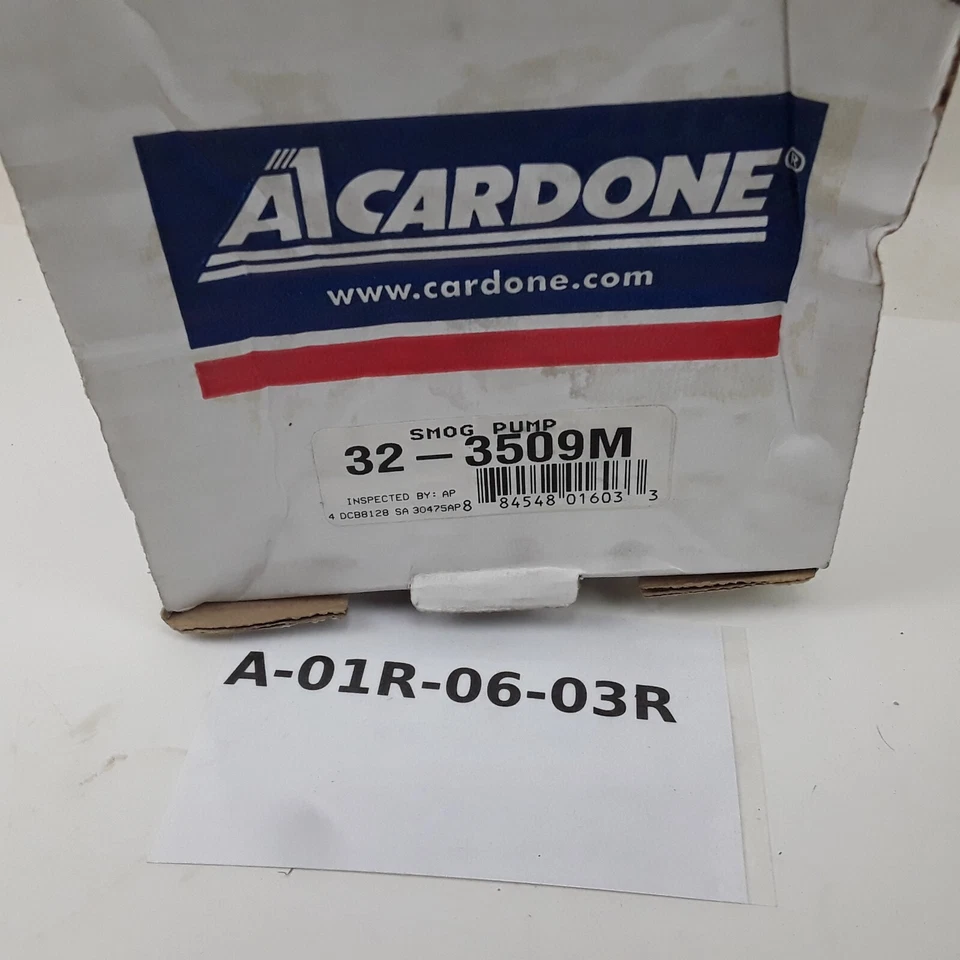 A1CARDONE®
www.cardone.com
SMOG PUMP
32-3509M
INSPECTED BY: AP
4 DCB8128 SA 30475AP
8 84548 01603 3
A-01R-06-03R